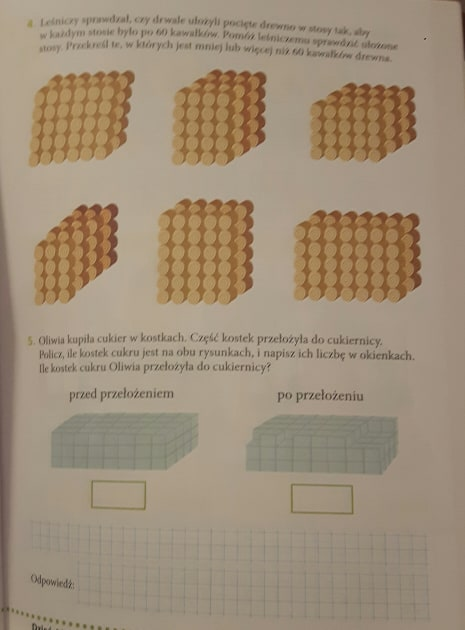 4. Leśniczy sprawdzał, czy drwale ułożyli pocięte drewno w stosy tak, aby
w każdym stosie było po 60 kawałków. Pomóż leśniczemu sprawdzić ułożone
stosy. Przekreśl te, w których jest mniej lub więcej niż 60 kawałków drewna.
5. Oliwia kupiła cukier w kostkach. Część kostek przełożyła do cukiernicy.
Policz, ile kostek cukru jest na obu rysunkach, i napisz ich liczbę w okienkach.
Ile kostek cukru Oliwia przełożyła do cukiernicy?
przed przełożeniem
po przełożeniu
Odpowiedź: